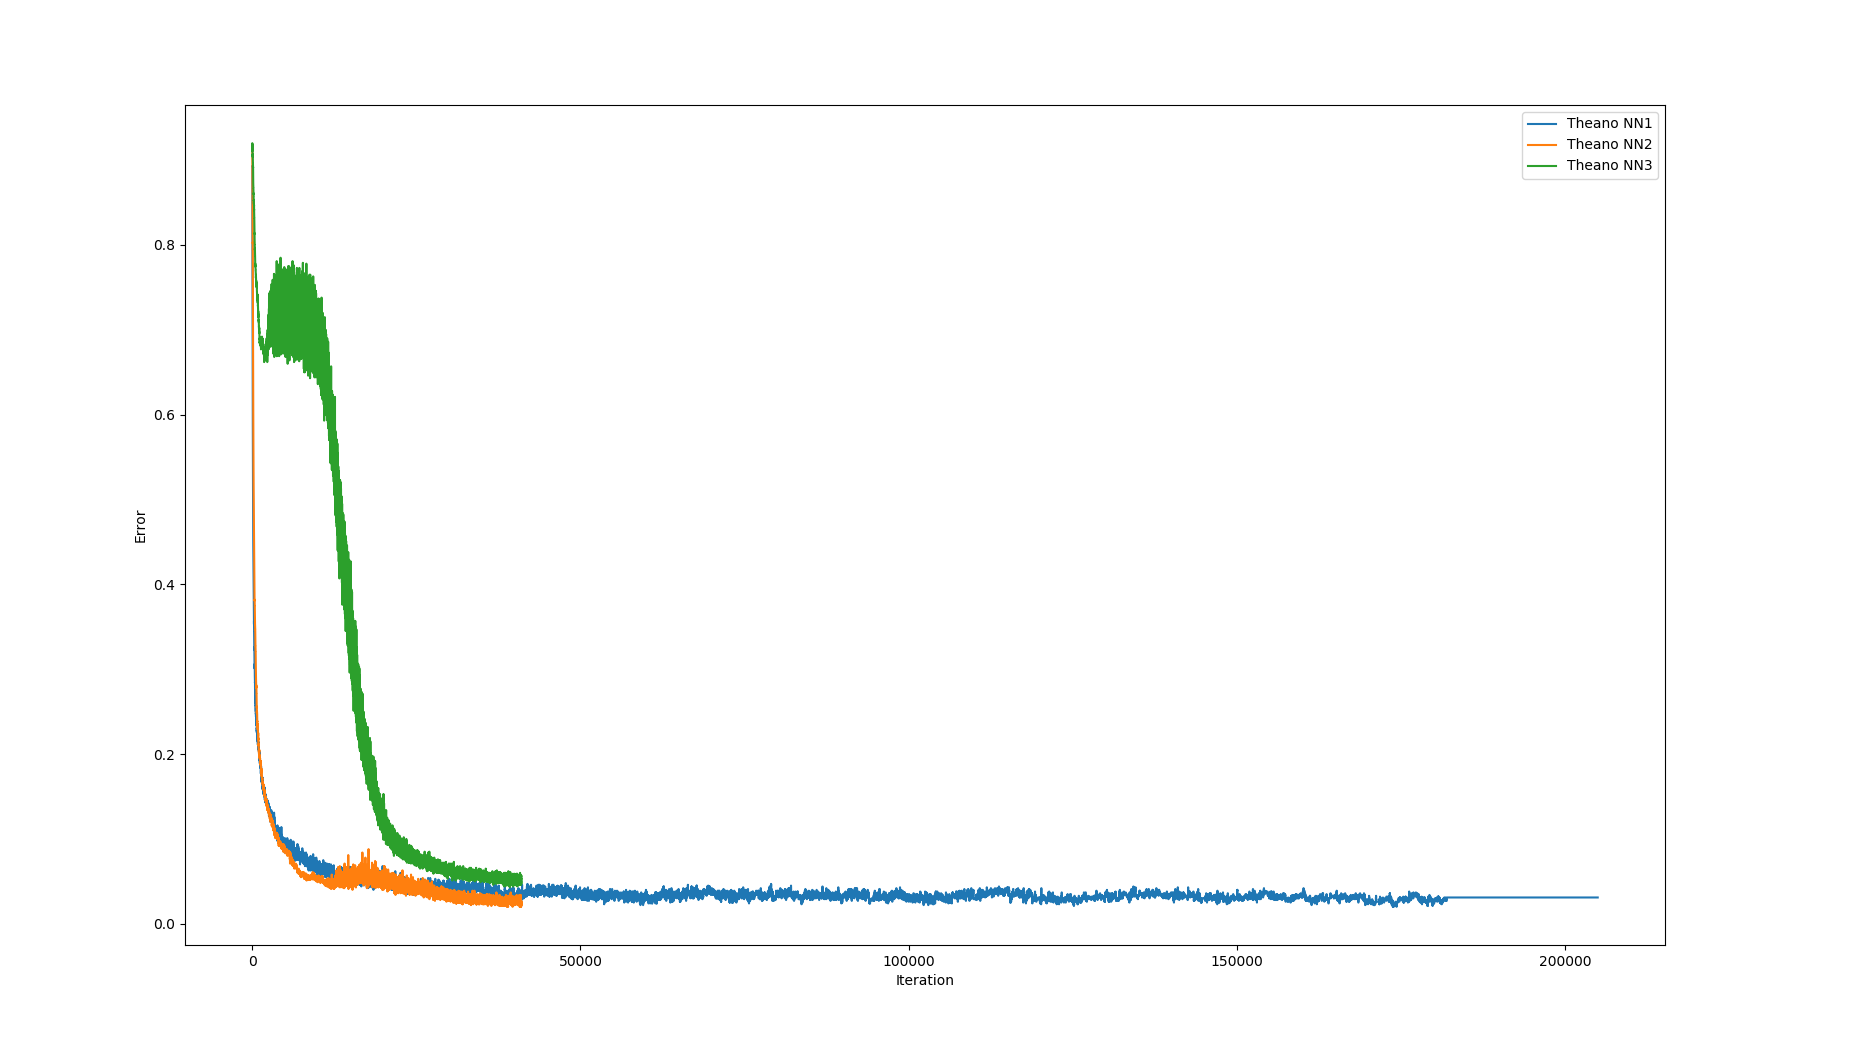 Theano NN1
Theano NN2
Theano NN3
0.8
0.6
0.4
0.2
0.0
Error
0 50000 100000 150000 200000
Iteration